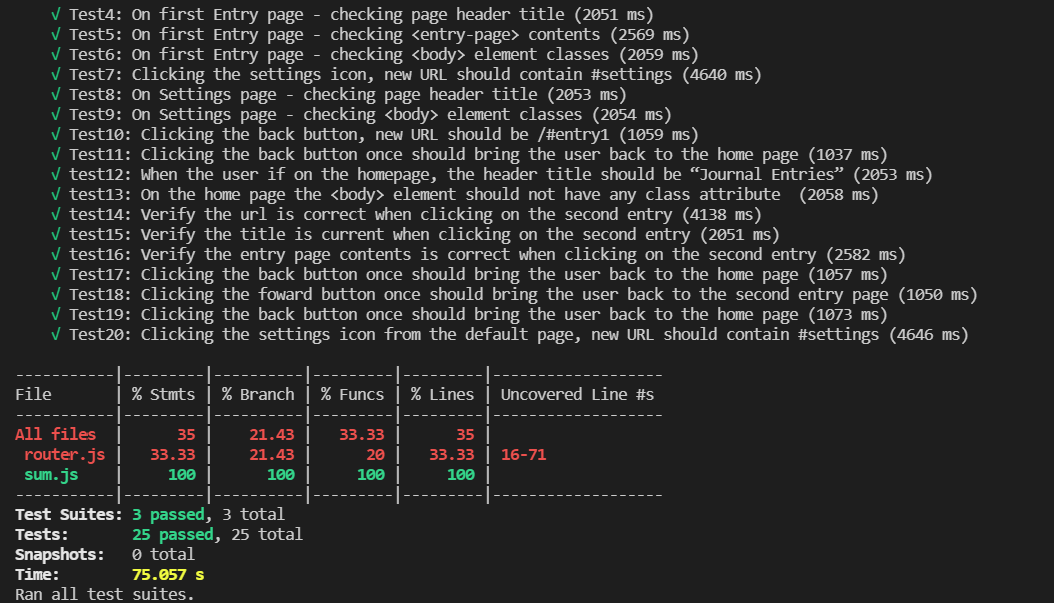 √ Test4: On first Entry page - checking page header title (2051 ms)
√ Test5: On first Entry page - checking <entry-page> contents (2569 ms)
√ Test6: On first Entry page - checking <body> element classes (2059 ms)
√ Test7: Clicking the settings icon, new URL should contain #settings (4640 ms)
√ Test8: On Settings page - checking page header title (2053 ms)
√ Test9: On Settings page - checking <body> element classes (2054 ms)
√ Test10: Clicking the back button, new URL should be /#entry1 (1059 ms)
√ Test11: Clicking the back button once should bring the user back to the home page (1037 ms)
√ test12: When the user if on the homepage, the header title should be “Journal Entries” (2053 ms)
√ test13: On the home page the <body> element should not have any class attribute  (2058 ms)
√ test14: Verify the url is correct when clicking on the second entry (4138 ms)
√ test15: Verify the title is current when clicking on the second entry (2051 ms)
√ test16: Verify the entry page contents is correct when clicking on the second entry (2582 ms)
√ Test17: Clicking the back button once should bring the user back to the home page (1057 ms)
√ Test18: Clicking the foward button once should bring the user back to the second entry page (1050 ms)
√ Test19: Clicking the back button once should bring the user back to the home page (1073 ms)
√ Test20: Clicking the settings icon from the default page, new URL should contain #settings (4646 ms)
-----------|---------|----------|---------|---------|-------------------
File       | % Stmts | % Branch | % Funcs | % Lines | Uncovered Line #s
-----------|---------|----------|---------|---------|-------------------
All files  |      35 |    21.43 |   33.33 |      35 |
 router.js |   33.33 |    21.43 |      20 |   33.33 | 16-71
 sum.js    |     100 |      100 |     100 |     100 |
-----------|---------|----------|---------|---------|-------------------
Test Suites: 3 passed, 3 total
Tests:       25 passed, 25 total
Snapshots:   0 total
Time:        75.057 s
Ran all test suites.